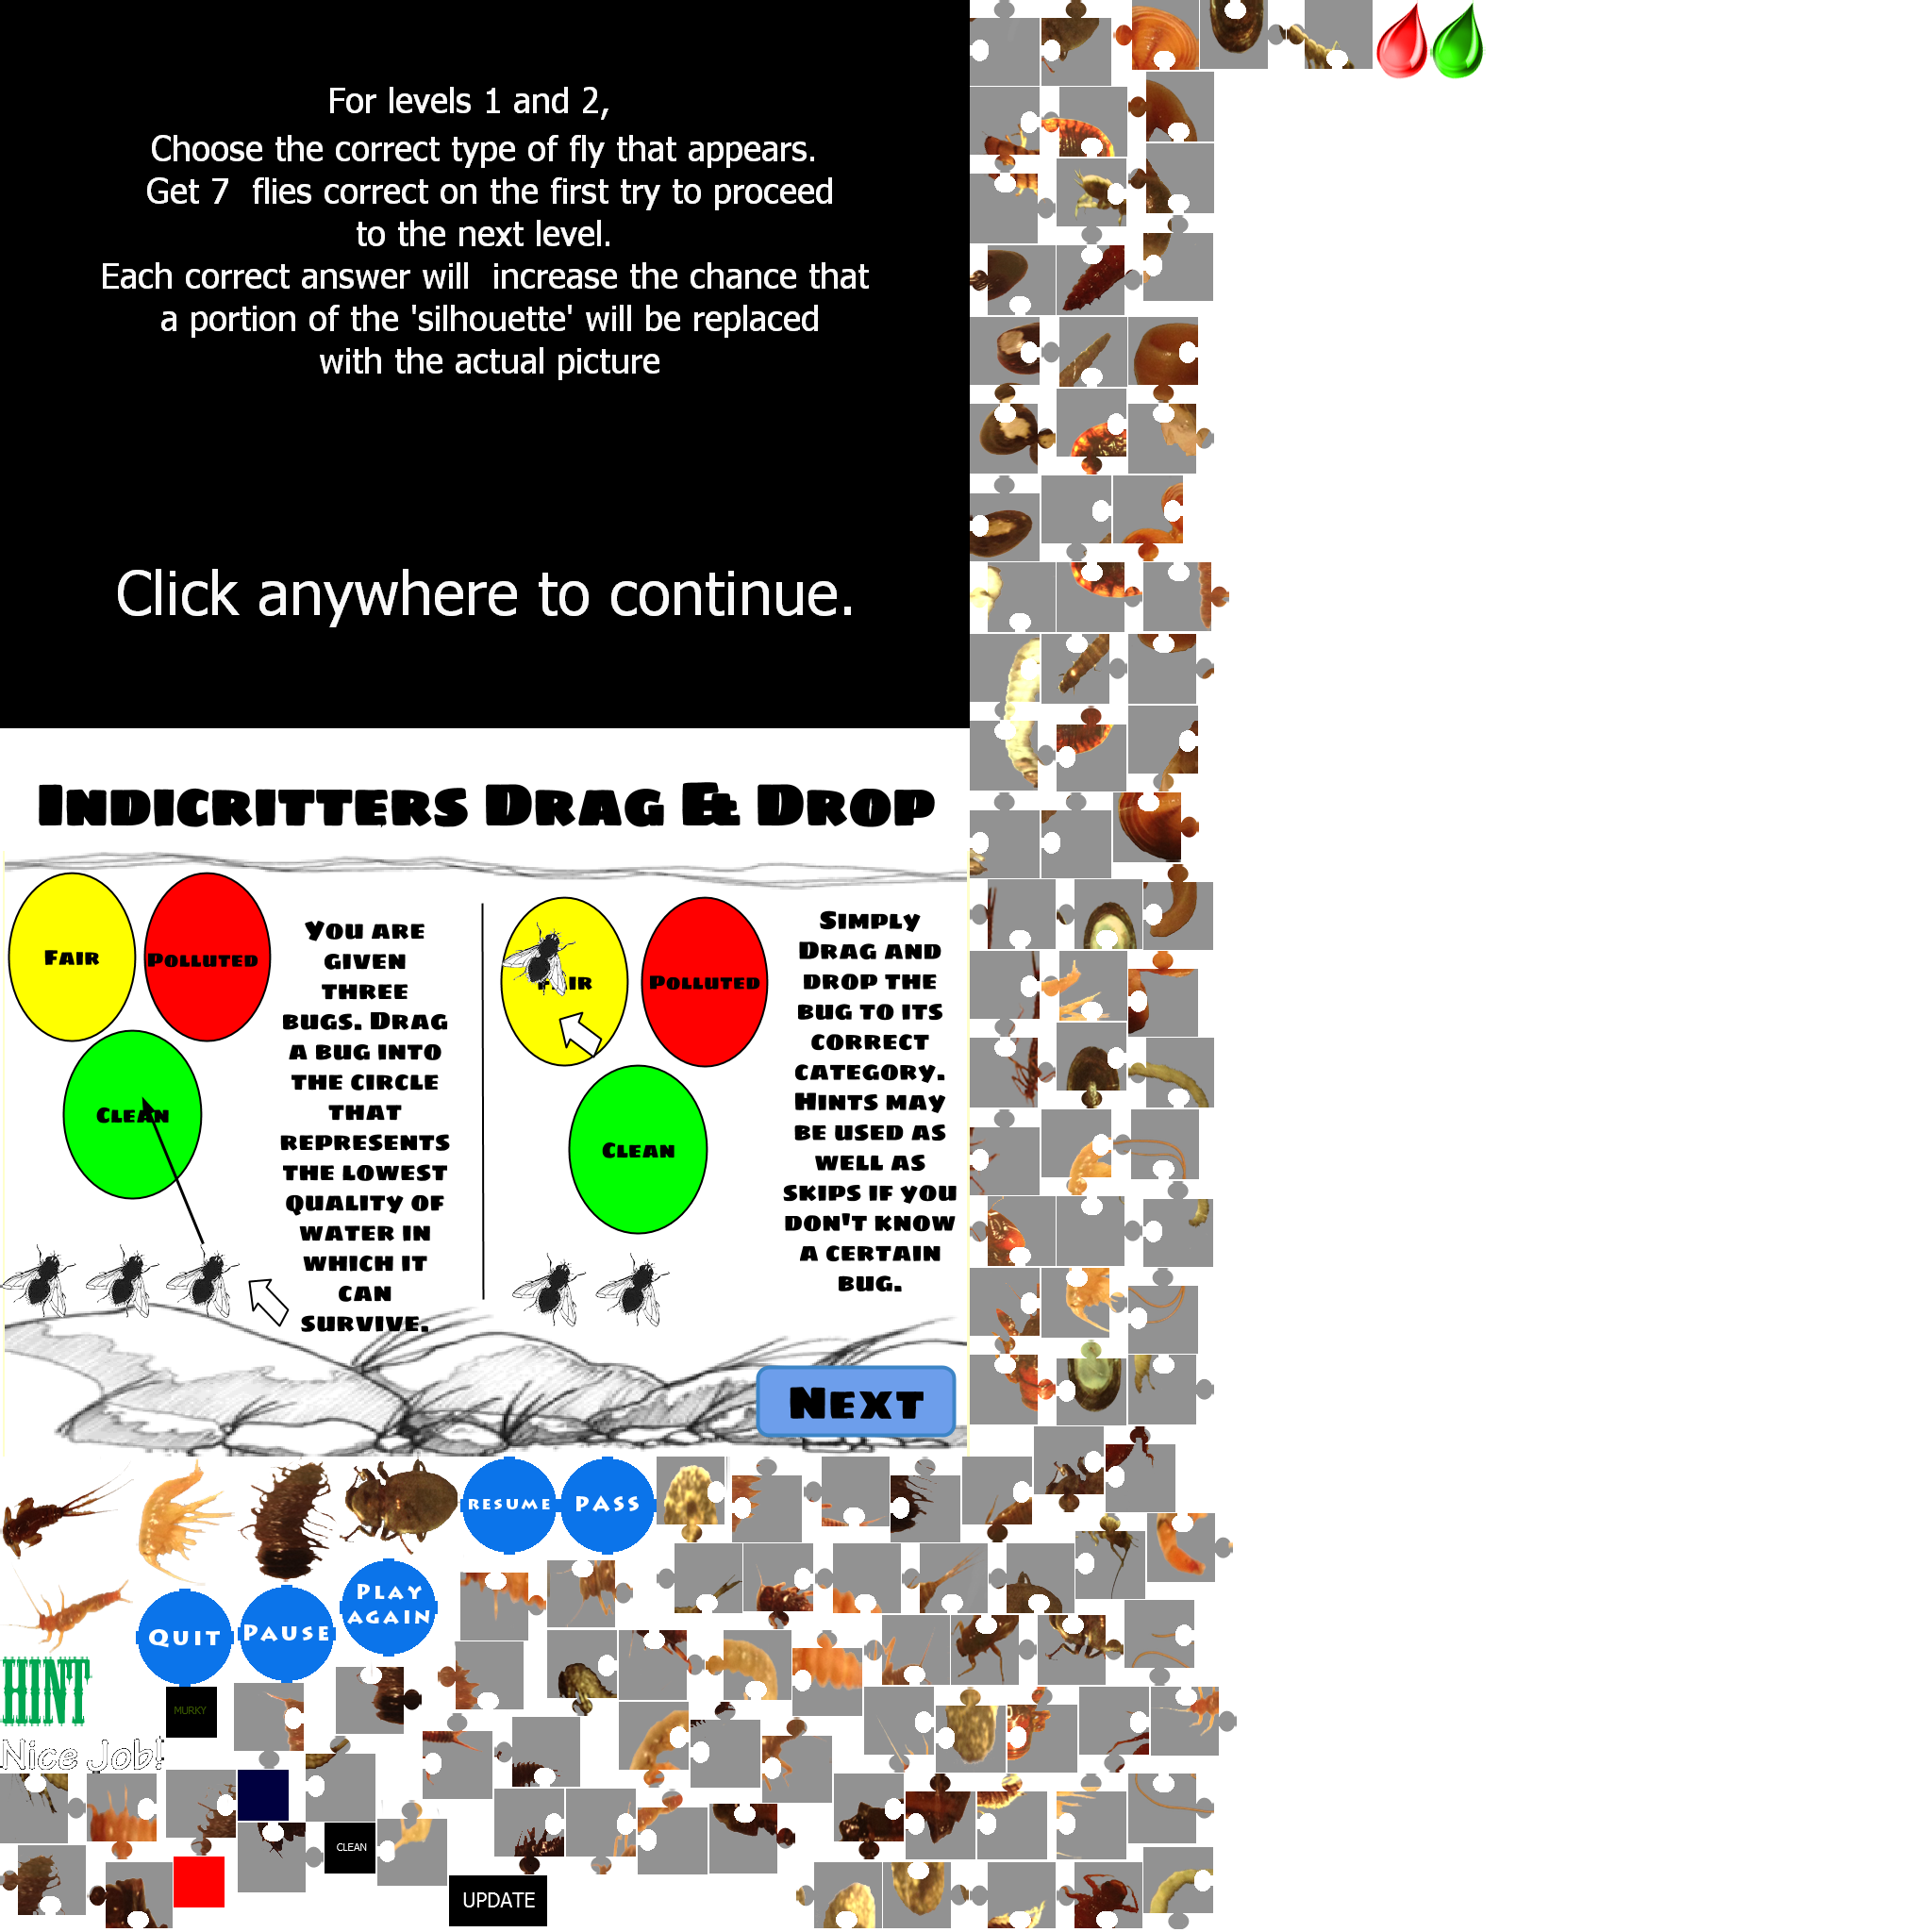 For levels 1 and 2,
Choose the correct type of fly that appears.
Get 7 flies correct on the first try to proceed
to the next level.
Each correct answer will increase the chance that
a portion of the 'silhouette' will be replaced
with the actual picture
Click anywhere to continue.
Indicritters Drag & Drop
Fair
Polluted
Clean
You are
given
three
bugs. Drag
a bug into
the circle
that
represents
the lowest
quality of
water in
which it
can
survive.
Polluted
Clean
Simply
Drag and
drop the
bug to its
correct
category.
Hints may
be used as
well as
skips if you
don't know
a certain
bug.
Next
RESUME
PASS
PLAY
AGAIN
QUIT
PAUSE
HINT
MURKY
Nice Job!
CLEAN
UPDATE